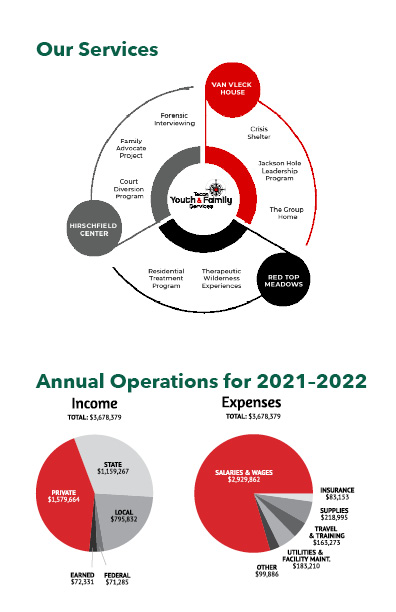 Our Services
VAN VLECK
HOUSE
Forensic
Interviewing
Crisis
Shelter
Family
Advocate
Project
Jackson Hole
Leadership
Program
Court
Diversion
Program
Teton
Youth & Family
Services
The Group
Home
HIRSCHFIELD
CENTER
Residential
Treatment
Program
Therapeutic
Wilderness
Experiences
RED TOP
MEADOWS
Annual Operations for 2021–2022
Income
TOTAL: $3,678,379
STATE
$1,159,267
PRIVATE
$1,579,664
LOCAL
$795,832
EARNED
$72,331
FEDERAL
$71,285
Expenses
TOTAL: $3,678,379
SALARIES & WAGES
$2,929,862
INSURANCE
$83,153
SUPPLIES
$218,995
TRAVEL
& TRAINING
$163,273
UTILITIES &
FACILITY MAINT.
$183,210
OTHER
$99,886